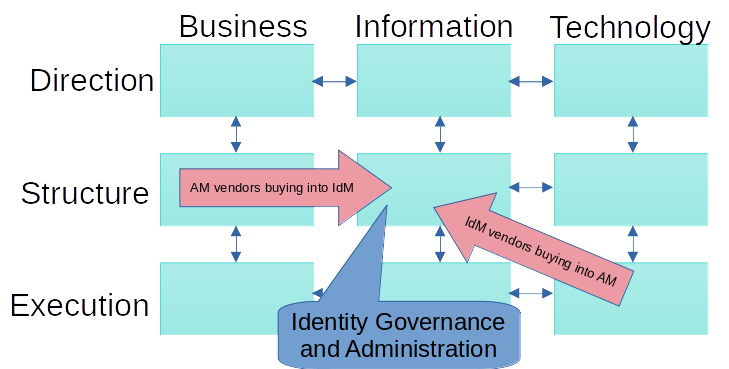 Business Information Technology
Direction
Structure
AM vendors buying into IdM
IdM vendors buying into AM
Execution
Identity Governance
and Administration